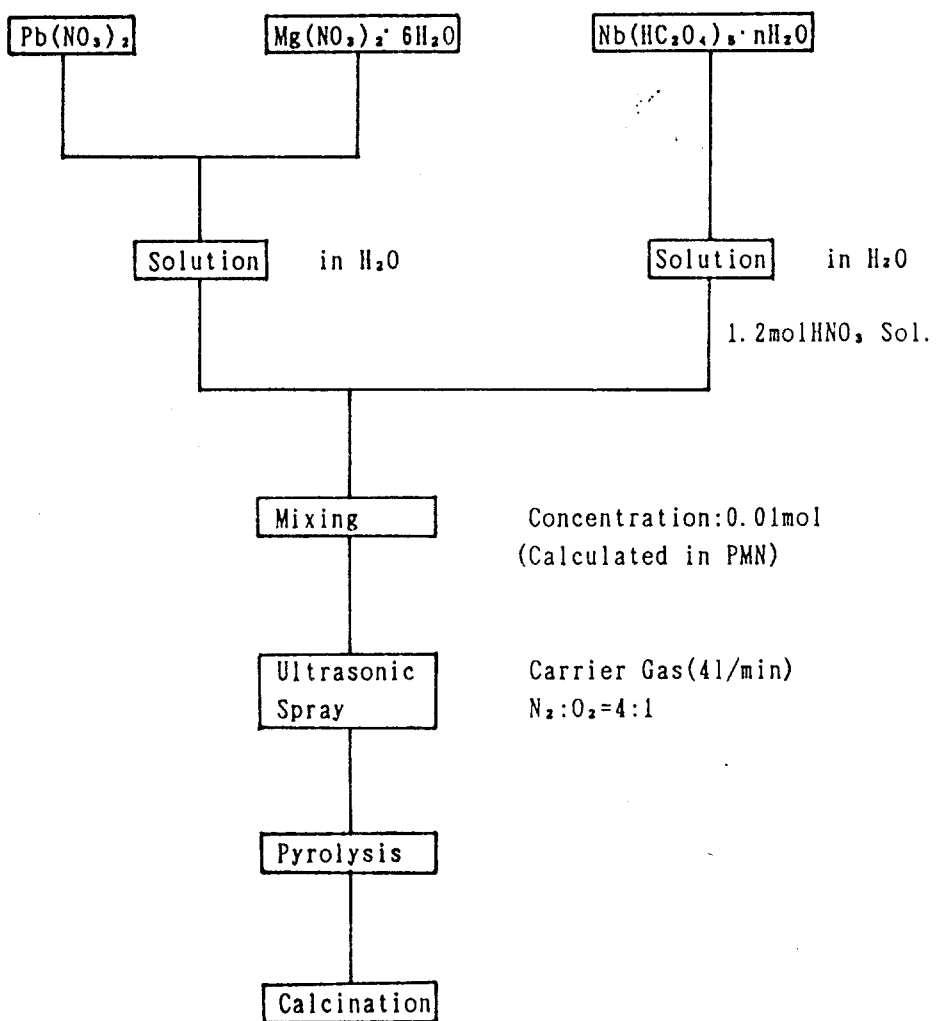 Pb(NO₃)₂
Mg(NO₃)₂·6H₂O
Nb(HC₂O₄)₅·nH₂O
Solution
in H₂O
Solution
in H₂O
1.2molHNO₃ Sol.
Mixing
Concentration:0.01mol
(Calculated in PMN)
Ultrasonic
Spray
Carrier Gas(4l/min)
N₂:O₂=4:1
Pyrolysis
Calcination